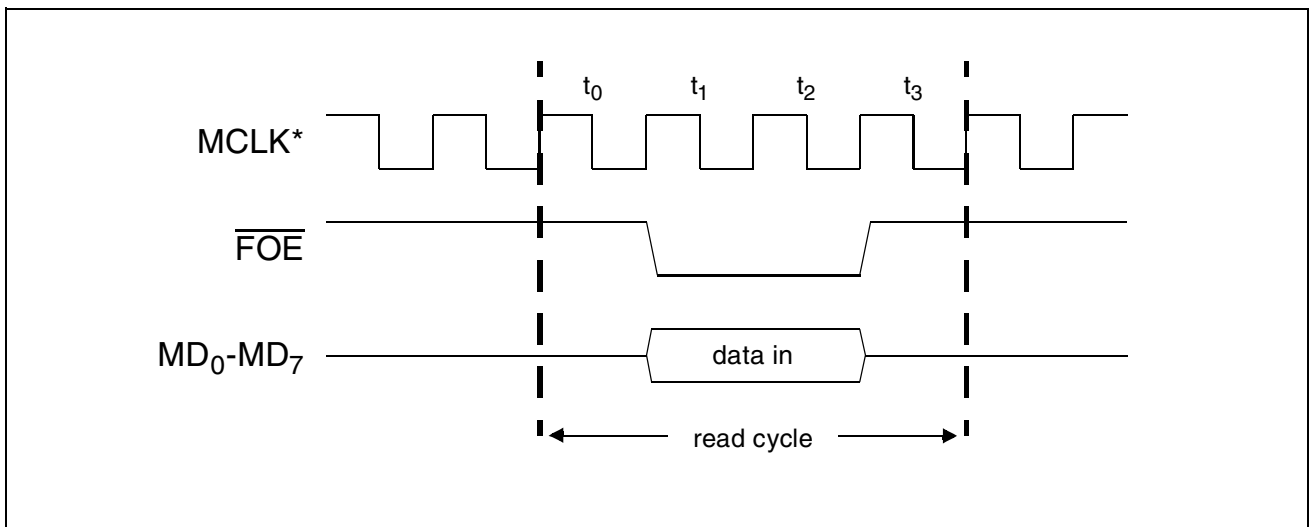 t0 t1 t2 t3
MCLK*
FOE
MD0-MD7
data in
read cycle